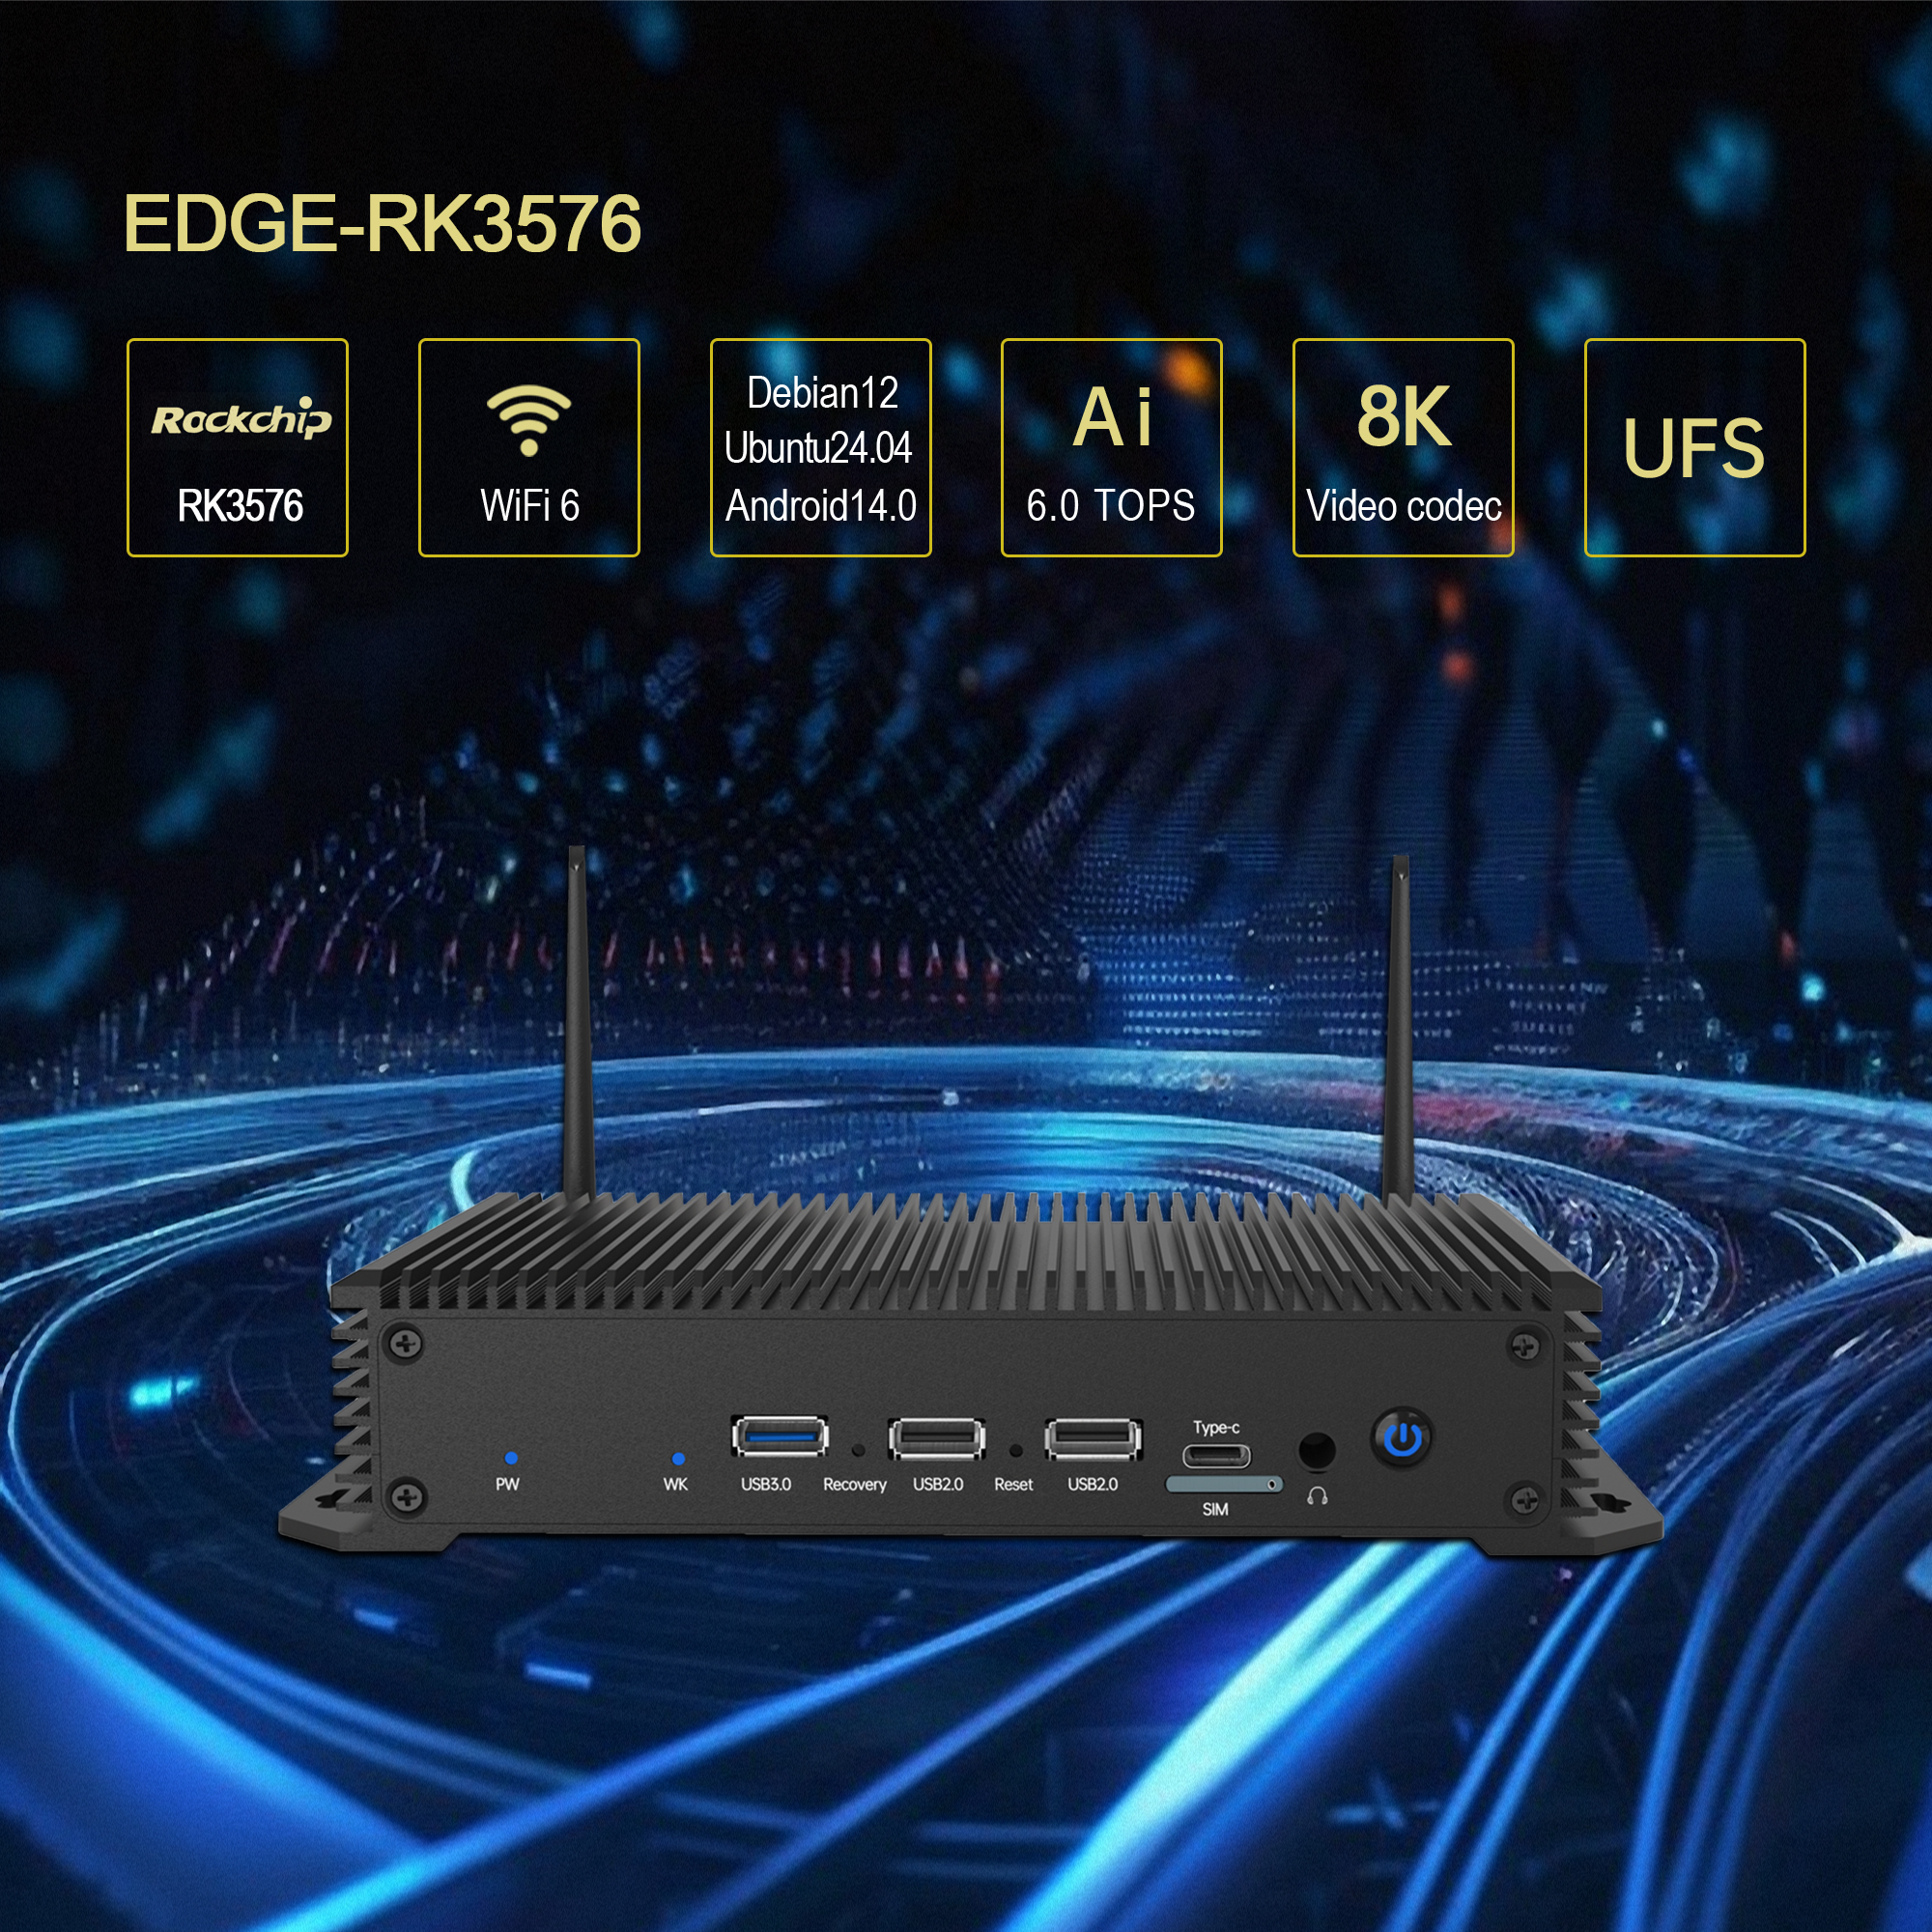 EDGE-RK3576
Rockchip
RK3576
WiFi 6
Debian12
Ubuntu24.04
Android14.0
Ai
6.0 TOPS
8K
Video codec
UFS
PW
WK
USB3.0
Recovery
USB2.0
Reset
USB2.0
Type-c
SIM